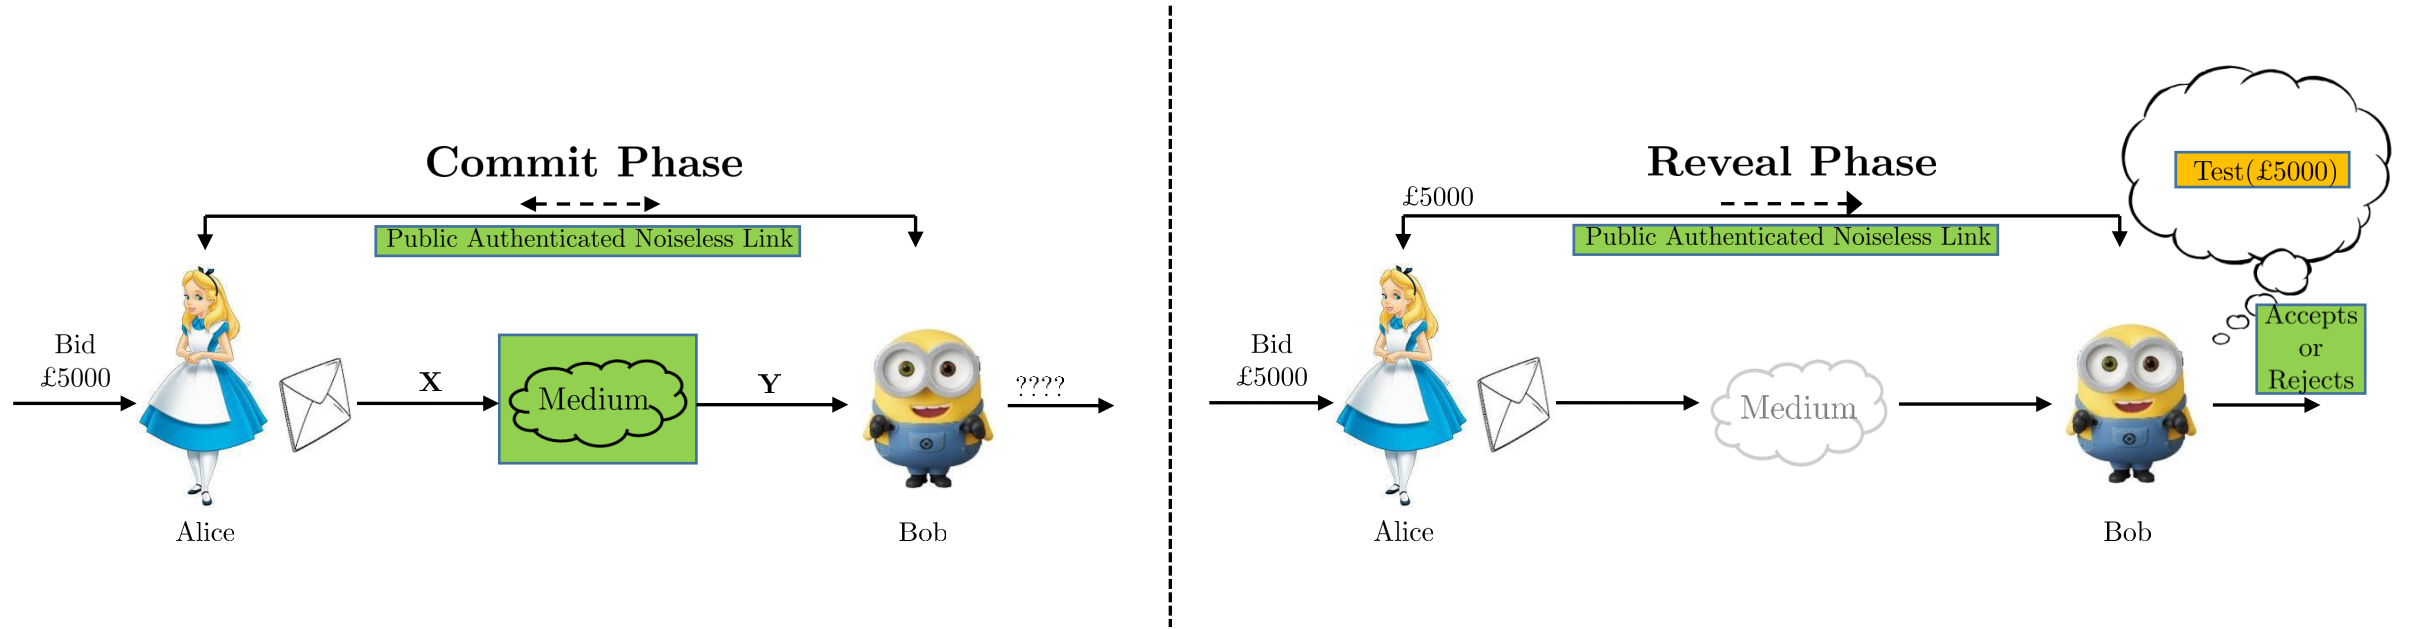 Commit Phase
Public Authenticated Noiseless Link
Bid
£5000
X
Medium
Y
????
Alice
Bob
Reveal Phase
£5000
Public Authenticated Noiseless Link
Test(£5000)
Bid
£5000
Medium
Accepts
or
Rejects
Alice
Bob